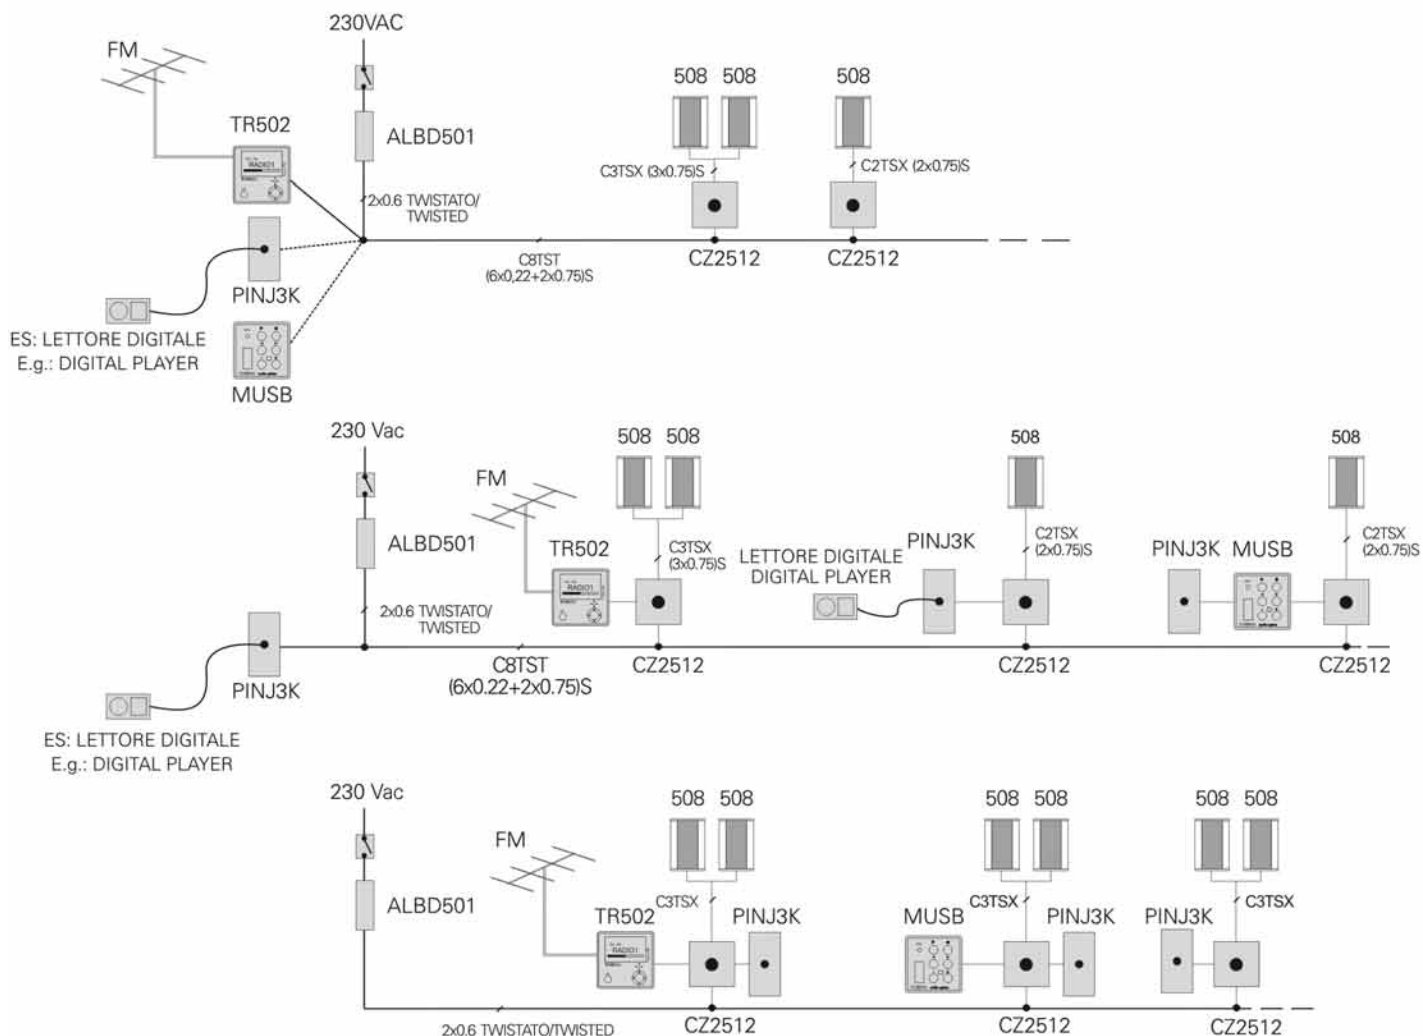 230VAC
FM
TR502
RADIO1
ALBD501
2x0.6 TWISTATO/
TWISTED
PINJ3K
ES: LETTORE DIGITALE
E.g.: DIGITAL PLAYER
MUSB
C8TST
(6x0,22+2x0.75)S
508 508
C3TSX (3x0.75)S
CZ2512
508
C2TSX (2x0.75)S
CZ2512
230 Vac
ALBD501
2x0.6 TWISTATO/
TWISTED
PINJ3K
ES: LETTORE DIGITALE
E.g.: DIGITAL PLAYER
C8TST
(6x0.22+2x0.75)S
FM
TR502
RADIO1
508 508
C3TSX
(3x0.75)S
CZ2512
LETTORE DIGITALE
DIGITAL PLAYER
PINJ3K
508
C2TSX
(2x0.75)S
CZ2512
PINJ3K
MUSB
508
C2TSX
(2x0.75)S
CZ2512
230 Vac
ALBD501
2x0.6 TWISTATO/TWISTED
FM
TR502
RADIO1
508 508
C3TSX
PINJ3K
CZ2512
MUSB
508 508
C3TSX
PINJ3K
CZ2512
PINJ3K
508 508
C3TSX
CZ2512